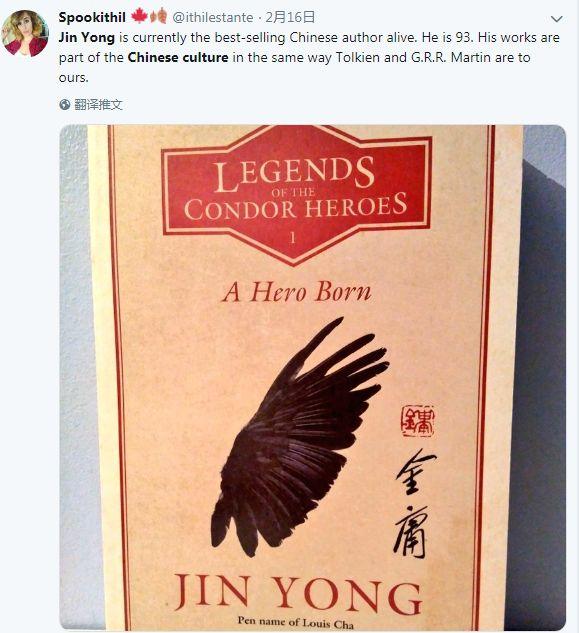 Spookithil @ithilestante · 2月16日
Jin Yong is currently the best-selling Chinese author alive. He is 93. His works are
part of the Chinese culture in the same way Tolkien and G.R.R. Martin are to
ours.
翻译推文
LEGENDS
OF THE
CONDOR HEROES
1
A Hero Born
金庸
JIN YONG
Pen name of Louis Cha